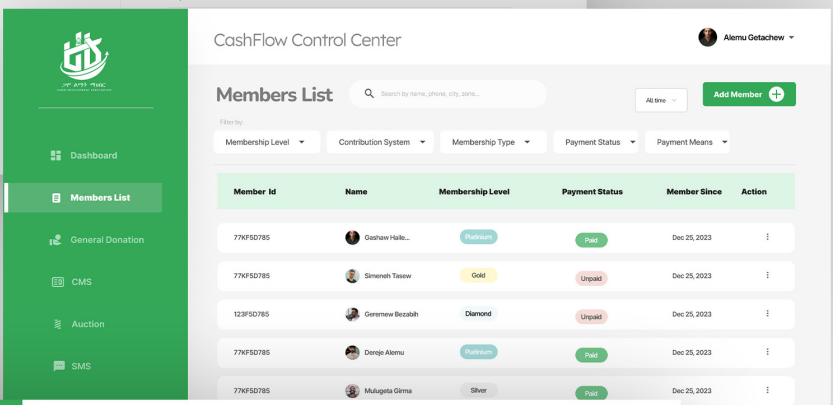 CashFlow Control Center
Alemu Getachew
Members List
Search by name, phone, city, zone...
All time
Add Member
Filter by:
Membership Level
Contribution System
Membership Type
Payment Status
Payment Means
Dashboard
Members List
General Donation
CMS
Auction
SMS
Member Id Name Membership Level Payment Status Member Since Action
77KF5D785 Gashaw Haile... Platinium Paid Dec 25, 2023
77KF5D785 Simeneh Tasew Gold Unpaid Dec 25, 2023
123F5D785 Geremew Bezabih Diamond Unpaid Dec 25, 2023
77KF5D785 Dereje Alemu Platinium Paid Dec 25, 2023
77KF5D785 Mulugeta Girma Silver Paid Dec 25, 2023